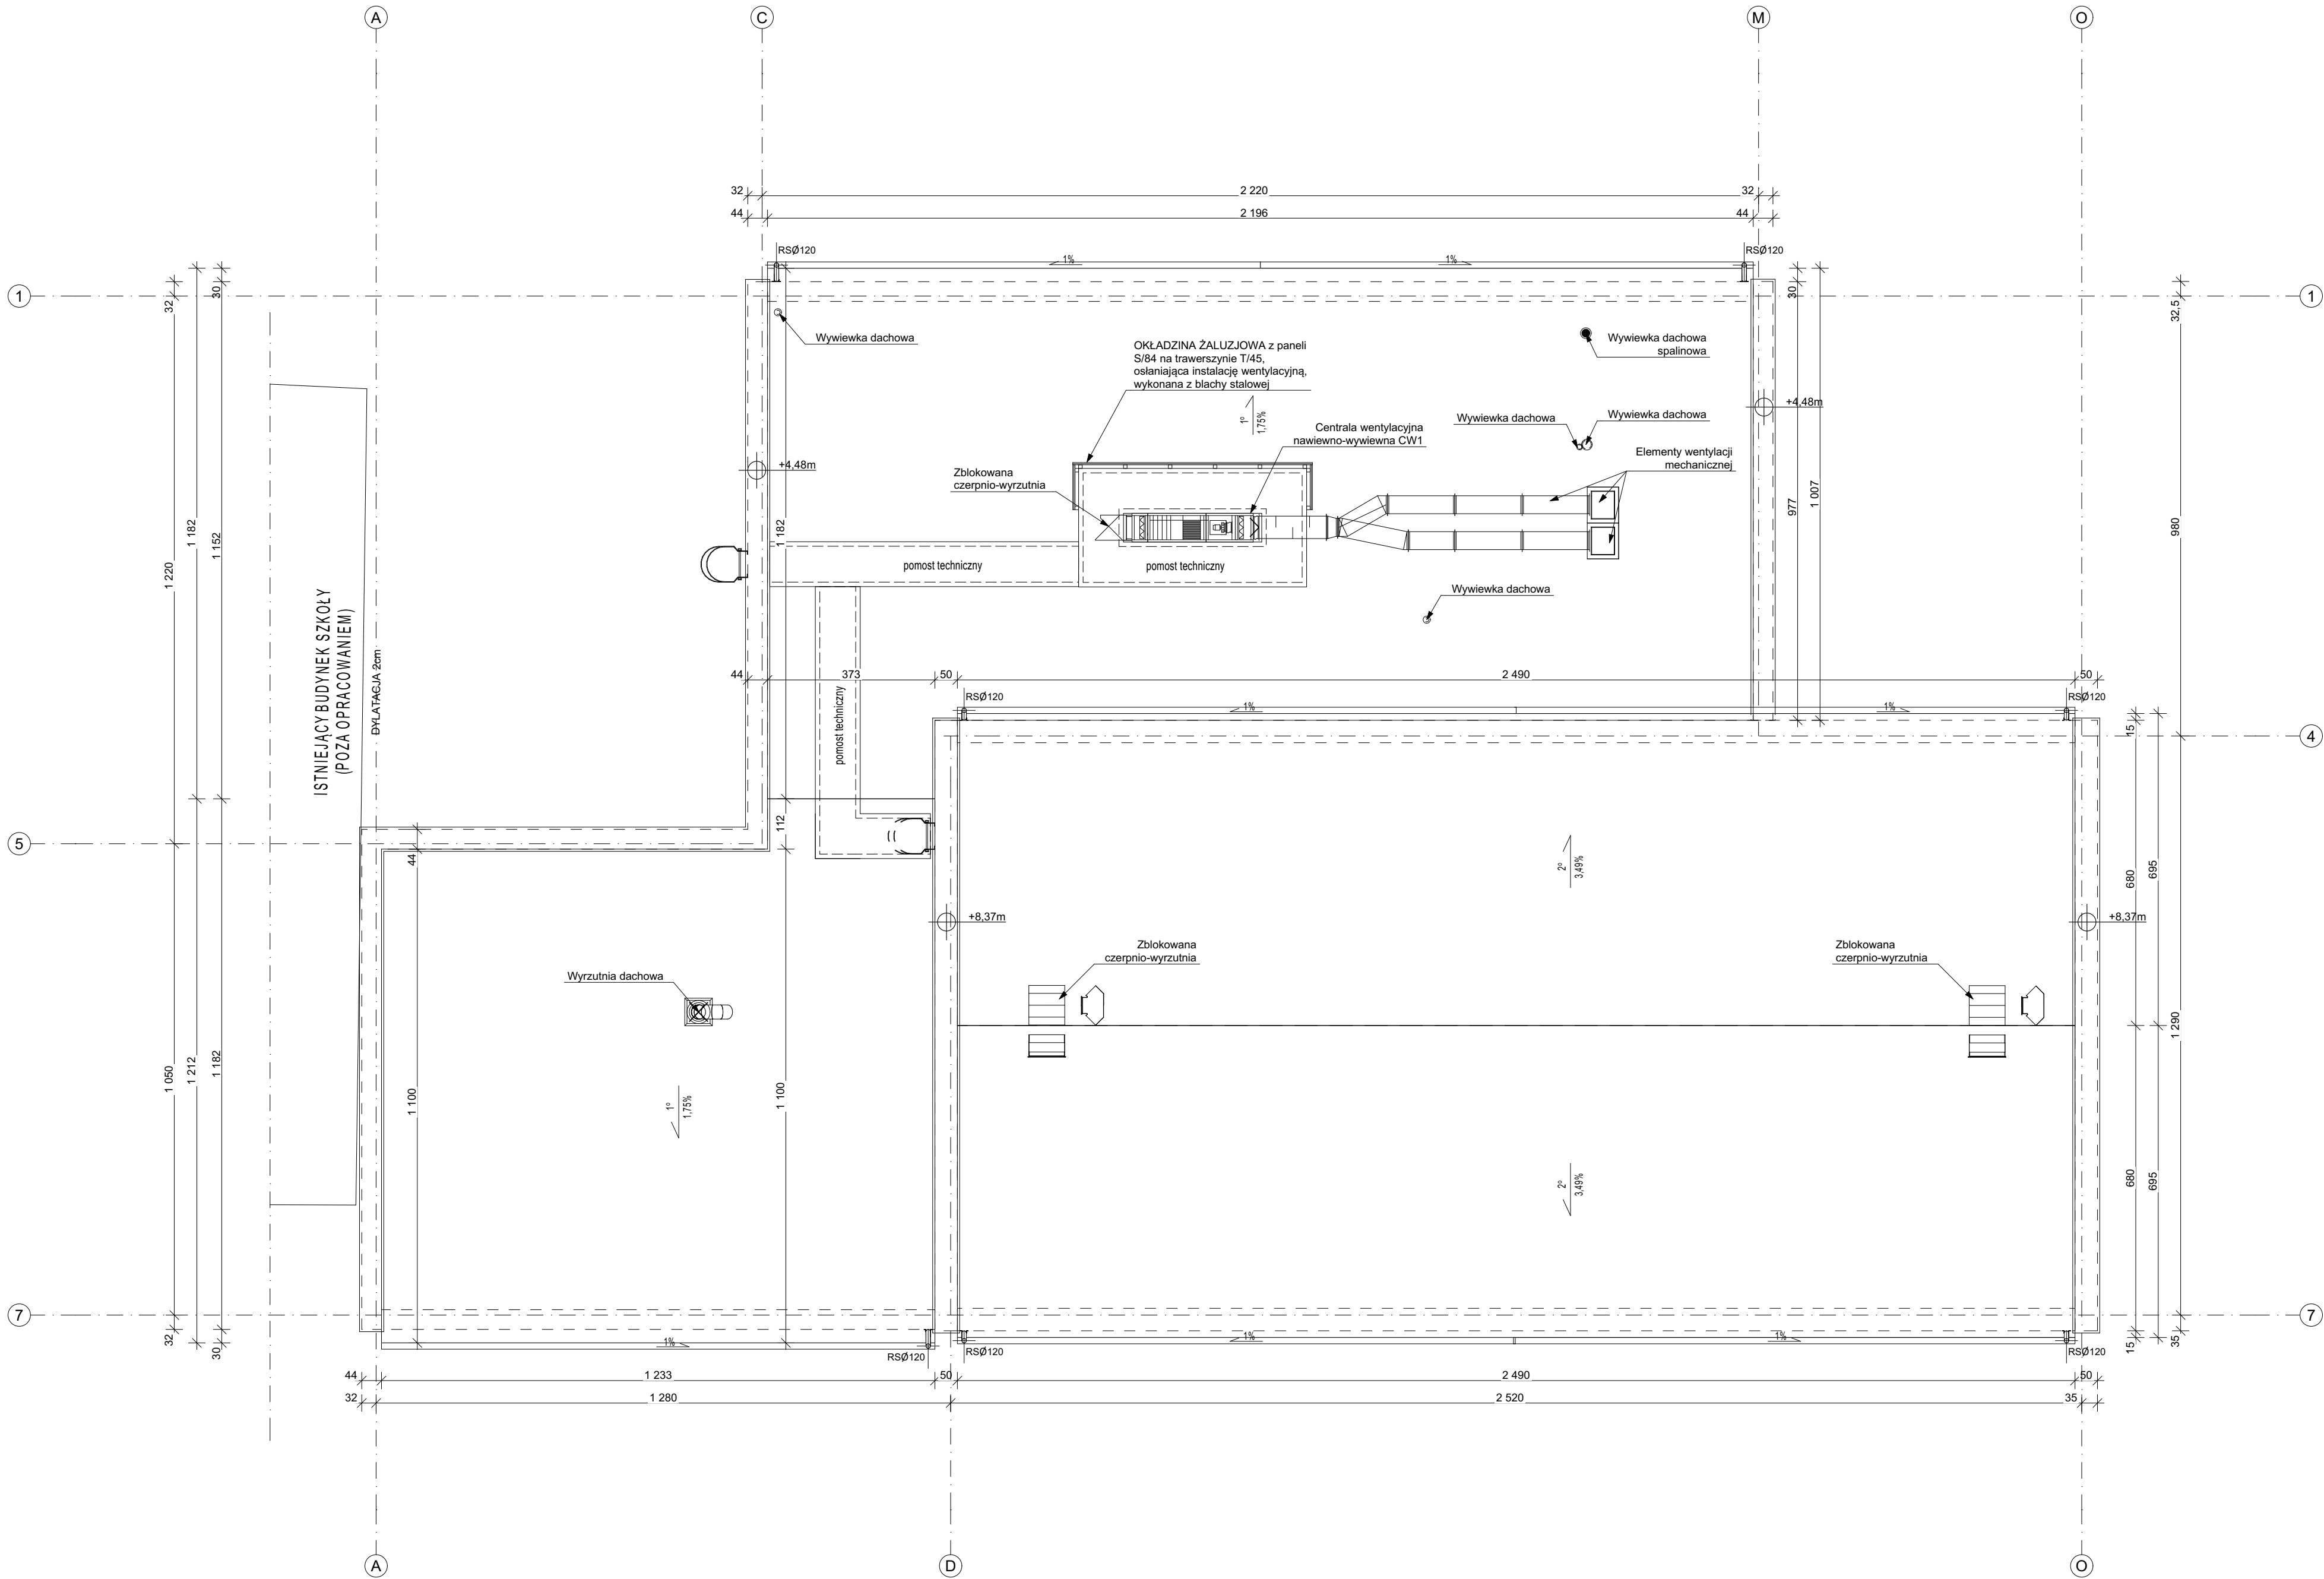 A
C
M
O
32
2 220
32
44
2 196
44
RSØ120
RSØ120
1%
1%
1
1
32
30
30
32,5
Wywiewka dachowa
Wywiewka dachowa
spalinowa
OKŁADZINA ŻALUZJOWA z paneli
S/84 na trawerszynie T/45,
osłaniająca instalację wentylacyjną,
wykonana z blachy stalowej
1°
1,75%
+4,48m
Wywiewka dachowa
Wywiewka dachowa
Centrala wentylacyjna
nawiewno-wywiewna CW1
Elementy wentylacji
mechanicznej
+4,48m
Zblokowana
czerpnio-wyrzutnia
1 220
1 182
1 152
1 182
977
1 007
980
pomost techniczny
pomost techniczny
Wywiewka dachowa
ISTNIEJĄCY BUDYNEK SZKOŁY
(POZA OPRACOWANIEM)
DYLATACJA 2cm
44
373
50
2 490
50
pomost techniczny
RSØ120
RSØ120
1%
1%
15
4
5
44
112
2°
3,49%
680
695
+8,37m
+8,37m
Zblokowana
czerpnio-wyrzutnia
Zblokowana
czerpnio-wyrzutnia
Wyrzutnia dachowa
1 050
1 212
1 182
1 100
1 100
1°
1,75%
2°
3,49%
680
695
1 290
7
7
32
30
1%
1%
1%
15
35
RSØ120
RSØ120
RSØ120
44
1 233
50
2 490
50
32
1 280
2 520
35
A
D
O